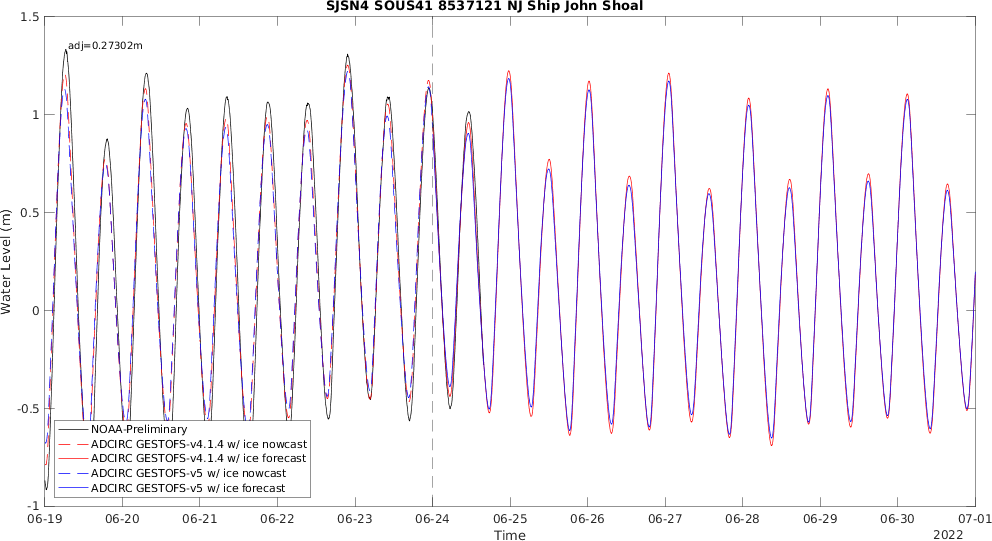 SJSN4 SOUS41 8537121 NJ Ship John Shoal
adj=0.27302m
1.5
1
0.5
0
-0.5
-1
Water Level (m)
NOAA-Preliminary
ADCIRC GESTOFS-v4.1.4 w/ ice nowcast
ADCIRC GESTOFS-v4.1.4 w/ ice forecast
ADCIRC GESTOFS-v5 w/ ice nowcast
ADCIRC GESTOFS-v5 w/ ice forecast
06-19 06-20 06-21 06-22 06-23 06-24 06-25 06-26 06-27 06-28 06-29 06-30 07-01
Time
2022